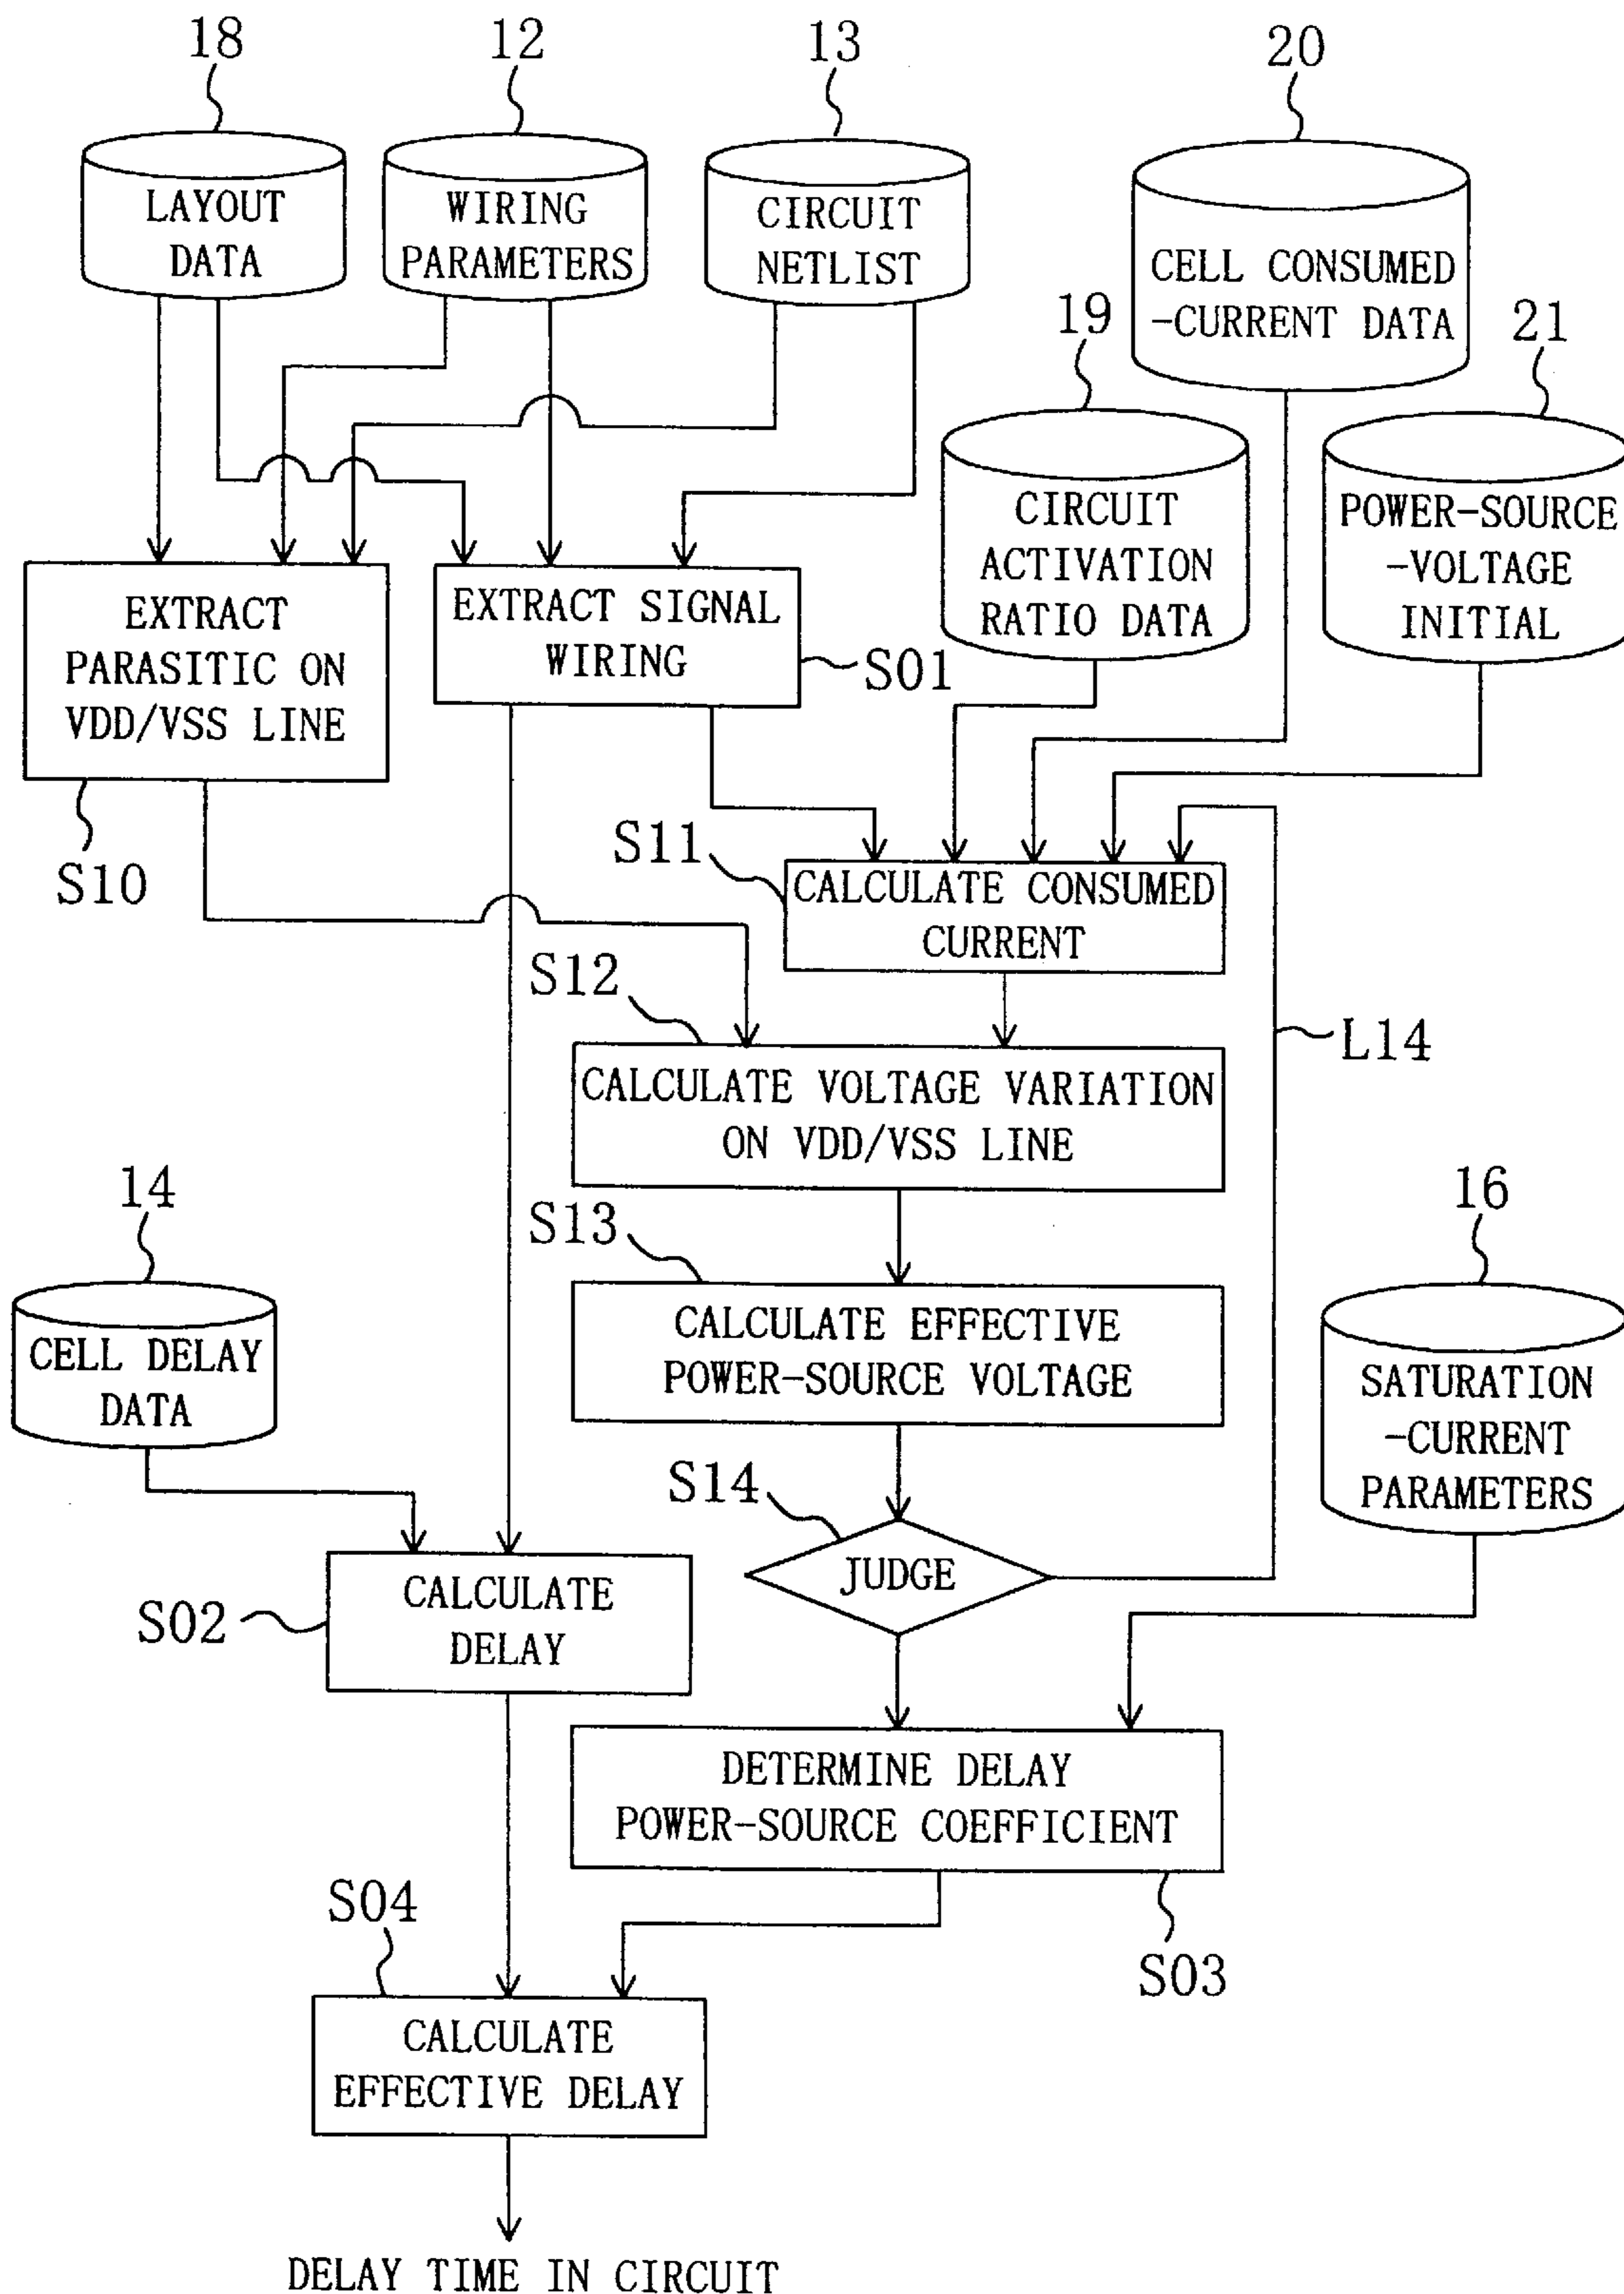 18
12
13
20
LAYOUT
DATA
WIRING
PARAMETERS
CIRCUIT
NETLIST
CELL CONSUMED
-CURRENT DATA
19
21
CIRCUIT
ACTIVATION
RATIO DATA
POWER-SOURCE
-VOLTAGE
INITIAL
EXTRACT
PARASITIC ON
VDD/VSS LINE
EXTRACT SIGNAL
WIRING
S01
S10
S11
CALCULATE CONSUMED
CURRENT
S12
L14
CALCULATE VOLTAGE VARIATION
ON VDD/VSS LINE
14
16
S13
CELL DELAY
DATA
CALCULATE EFFECTIVE
POWER-SOURCE VOLTAGE
SATURATION
-CURRENT
PARAMETERS
S14
JUDGE
S02
CALCULATE
DELAY
DETERMINE DELAY
POWER-SOURCE COEFFICIENT
S04
S03
CALCULATE
EFFECTIVE DELAY
DELAY TIME IN CIRCUIT